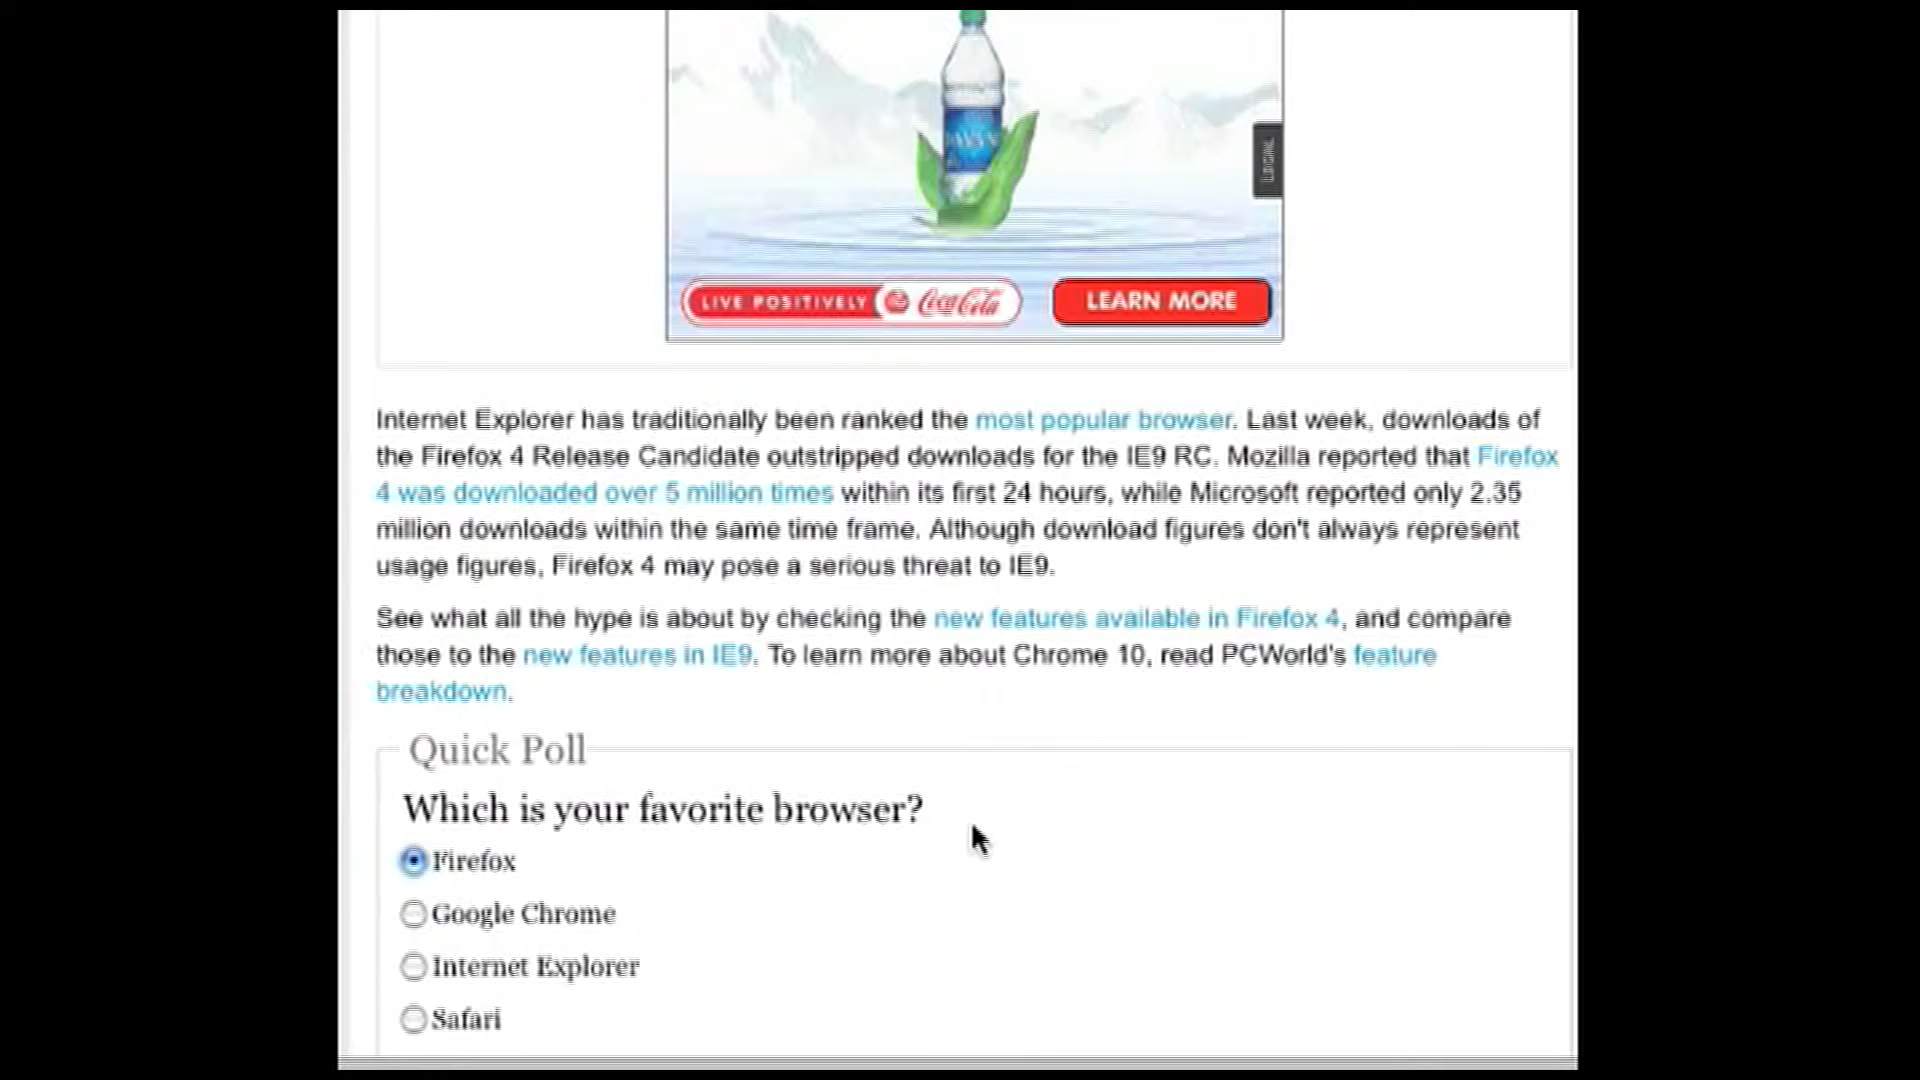 LIVE POSITIVELY Coca-Cola LEARN MORE
Internet Explorer has traditionally been ranked the most popular browser. Last week, downloads of
the Firefox 4 Release Candidate outstripped downloads for the IE9 RC. Mozilla reported that Firefox
4 was downloaded over 5 million times within its first 24 hours, while Microsoft reported only 2.35
million downloads within the same time frame. Although download figures don't always represent
usage figures, Firefox 4 may pose a serious threat to IE9.
See what all the hype is about by checking the new features available in Firefox 4, and compare
those to the new features in IE9. To learn more about Chrome 10, read PCWorld's feature
breakdown.
Quick Poll
Which is your favorite browser?
Firefox
Google Chrome
Internet Explorer
Safari